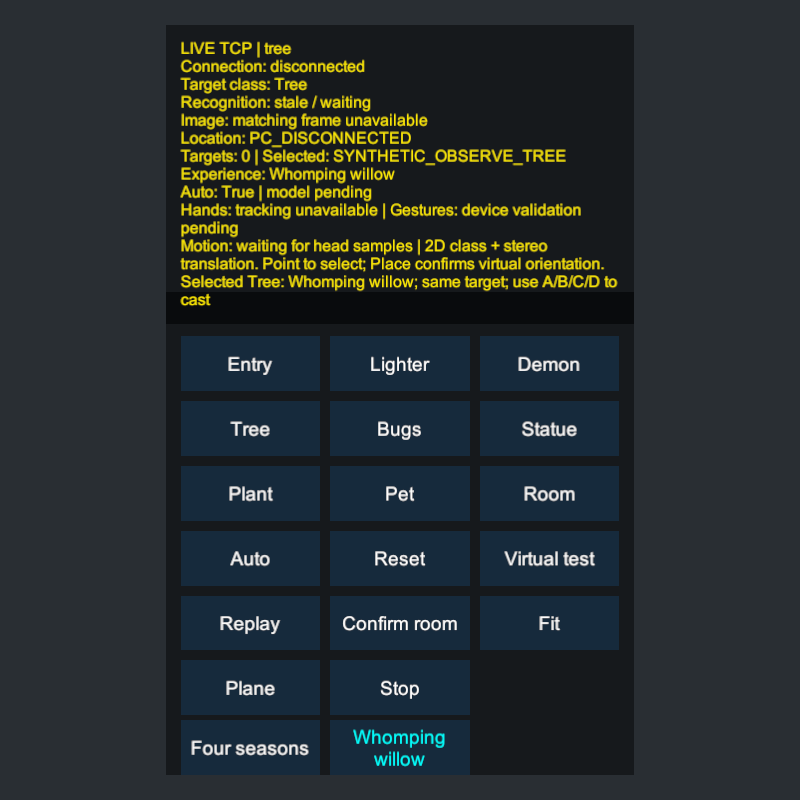 LIVE TCP | tree
Connection: disconnected
Target class: Tree
Recognition: stale / waiting
Image: matching frame unavailable
Location: PC_DISCONNECTED
Targets: 0 | Selected: SYNTHETIC_OBSERVE_TREE
Experience: Whomping willow
Auto: True | model pending
Hands: tracking unavailable | Gestures: device validation
pending
Motion: waiting for head samples | 2D class + stereo
translation. Point to select; Place confirms virtual orientation.
Selected Tree: Whomping willow; same target; use A/B/C/D to
cast
Entry
Lighter
Demon
Tree
Bugs
Statue
Plant
Pet
Room
Auto
Reset
Virtual test
Replay
Confirm room
Fit
Plane
Stop
Four seasons
Whomping
willow